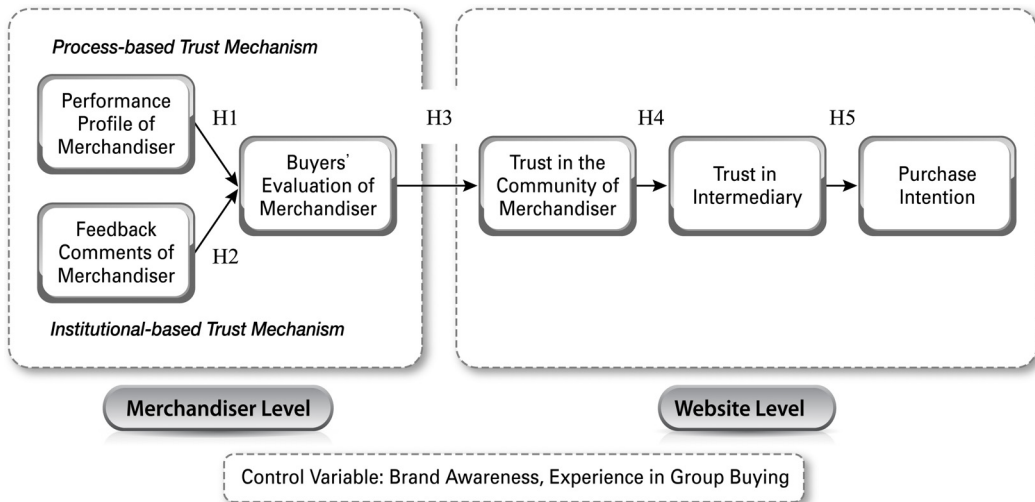 Process-based Trust Mechanism
Performance
Profile of
Merchandiser
H1
Buyers'
Evaluation of
Merchandiser
Feedback
Comments of
Merchandiser
H2
Institutional-based Trust Mechanism
H3
Trust in the
Community of
Merchandiser
H4
Trust in
Intermediary
H5
Purchase
Intention
Merchandiser Level
Website Level
Control Variable: Brand Awareness, Experience in Group Buying